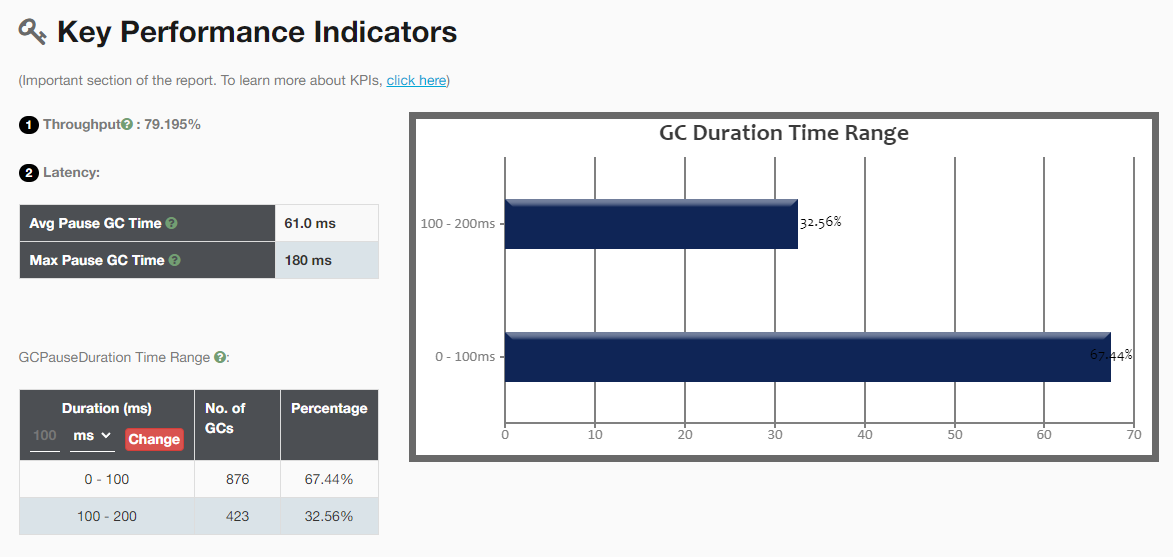 Key Performance Indicators
(Important section of the report. To learn more about KPIs, click here)
1 Throughput? : 79.195%
2 Latency:
Avg Pause GC Time ? 61.0 ms
Max Pause GC Time ? 180 ms
GCPauseDuration Time Range ?:
Duration (ms) No. of GCs Percentage
100 ms Change
0 - 100 876 67.44%
100 - 200 423 32.56%
GC Duration Time Range
100 - 200ms 32.56%
0 - 100ms 67.44%
0 10 20 30 40 50 60 70